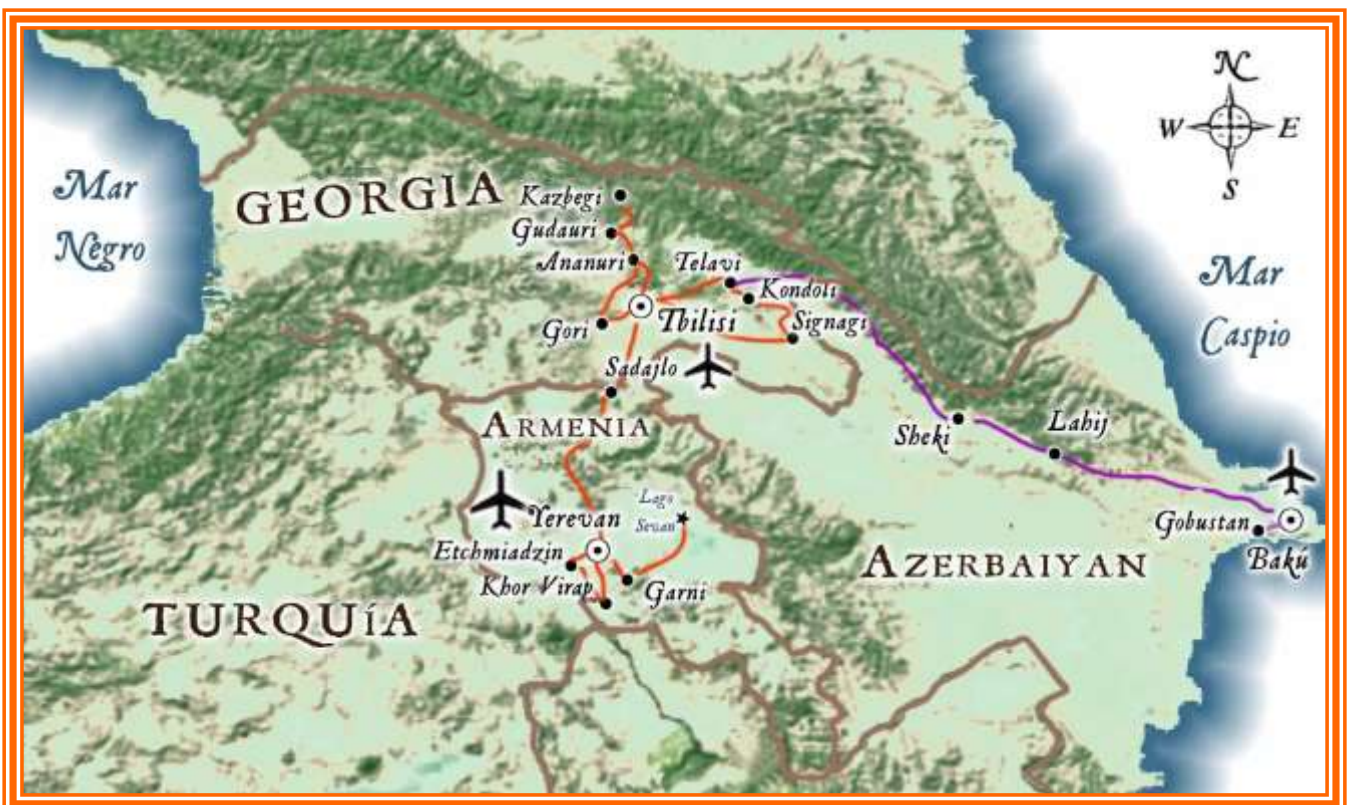 N
W E
S
Mar
Negro
GEORGIA
Kazbegi
Gudauri
Ananuri
Telavi
Kondoli
Mar
Caspio
Gori
Tbilisi
Signagi
Sadajlo
ARMENIA
Sheki
Lahij
Lago
Sevan
Yerevan
Etchmiadzin
Khor Virap
Garni
Gobustan
Bakú
AZERBAIYAN
TURQUíA